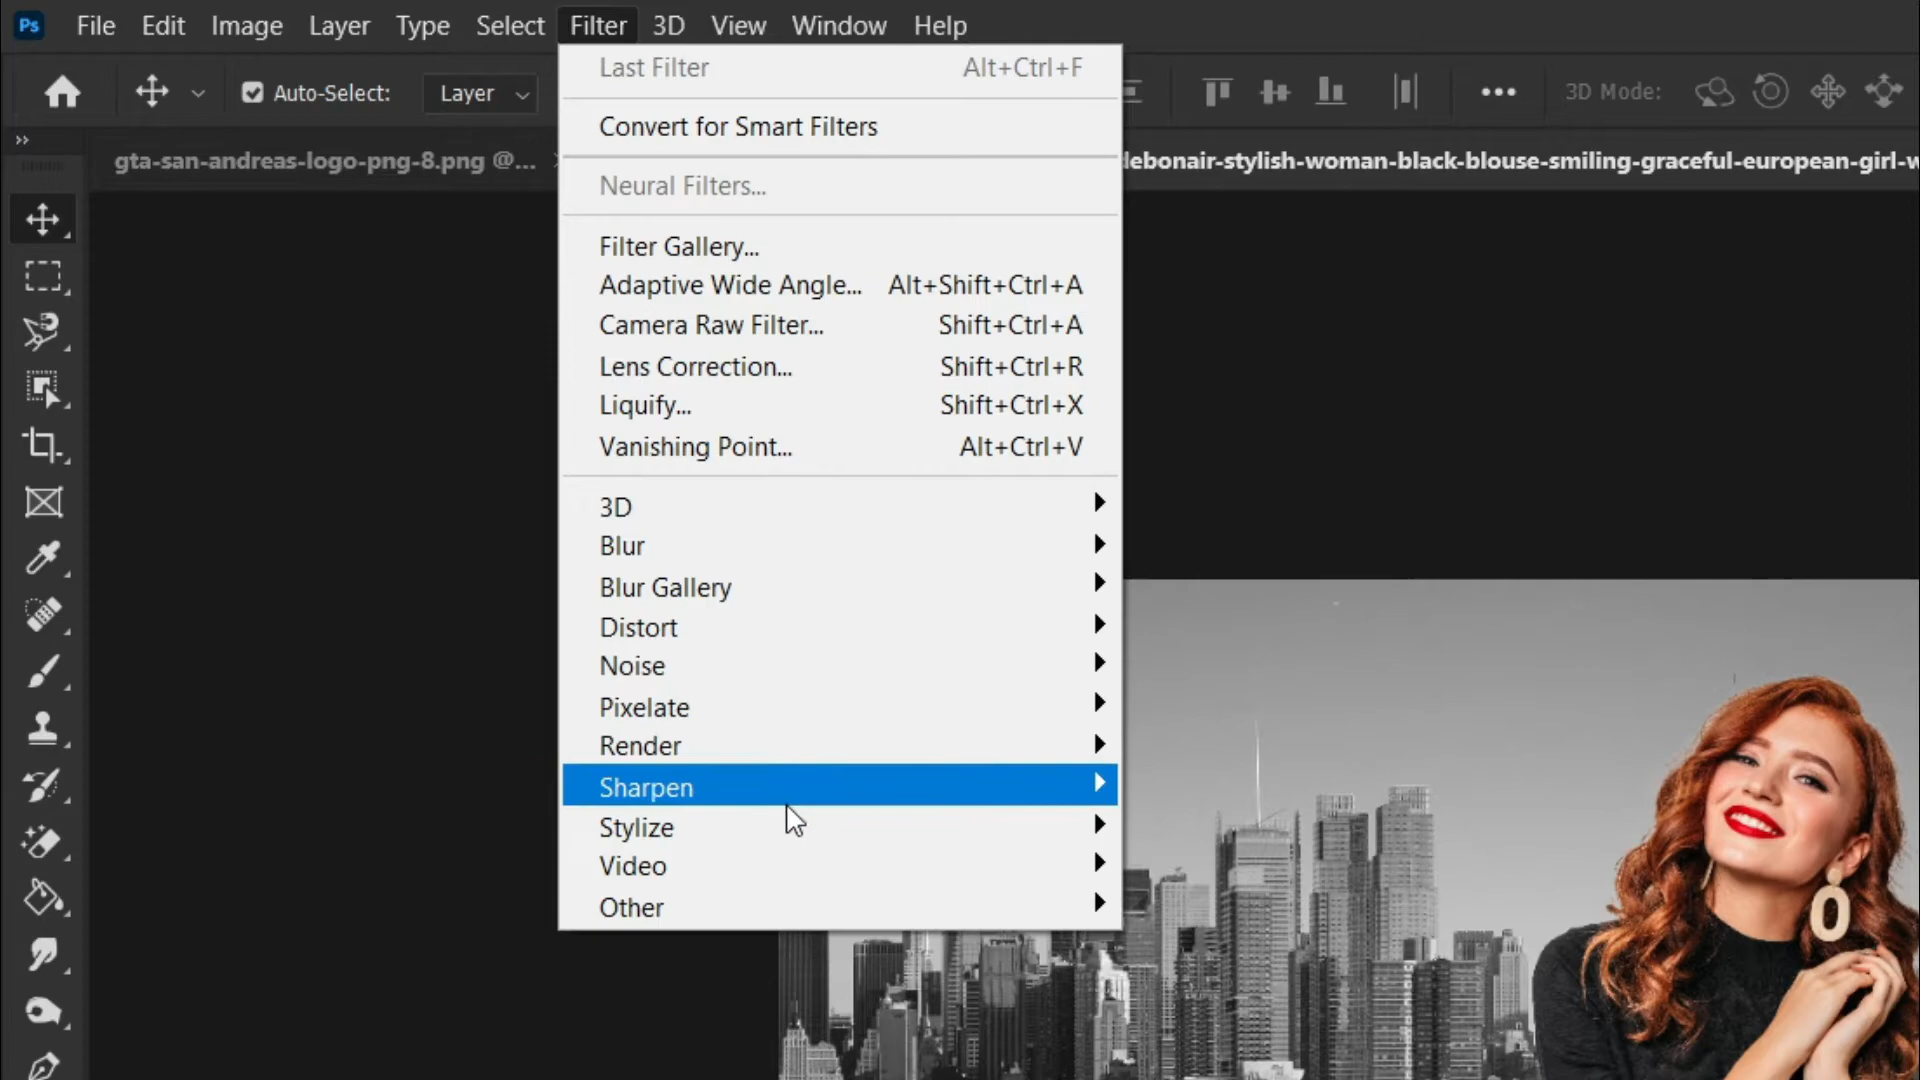 Ps File Edit Image Layer Type Select Filter 3D View Window Help
Auto-Select: Layer 3D Mode:
gta-san-andreas-logo-png-8.png @... debonair-stylish-woman-black-blouse-smiling-graceful-european-girl-w
Last Filter Alt+Ctrl+F
Convert for Smart Filters
Neural Filters...
Filter Gallery...
Adaptive Wide Angle... Alt+Shift+Ctrl+A
Camera Raw Filter... Shift+Ctrl+A
Lens Correction... Shift+Ctrl+R
Liquify... Shift+Ctrl+X
Vanishing Point... Alt+Ctrl+V
3D
Blur
Blur Gallery
Distort
Noise
Pixelate
Render
Sharpen
Stylize
Video
Other